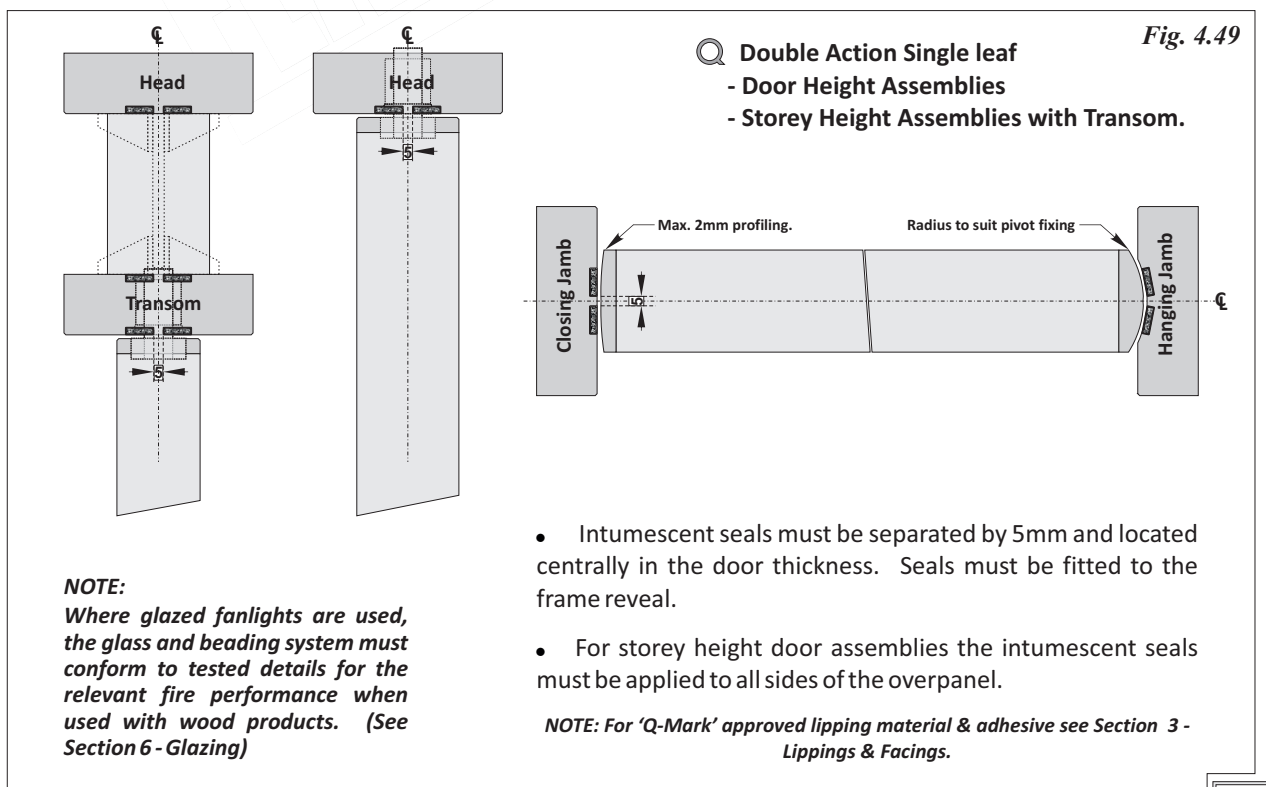 Fig. 4.49
℄
℄
Head
Head
Transom
5
5
Q Double Action Single leaf
- Door Height Assemblies
- Storey Height Assemblies with Transom.
Max. 2mm profiling.
Radius to suit pivot fixing
Closing Jamb
5
Hanging Jamb
℄
NOTE:
Where glazed fanlights are used,
the glass and beading system must
conform to tested details for the
relevant fire performance when
used with wood products. (See
Section 6 - Glazing)
• Intumescent seals must be separated by 5mm and located
centrally in the door thickness. Seals must be fitted to the
frame reveal.
• For storey height door assemblies the intumescent seals
must be applied to all sides of the overpanel.
NOTE: For ‘Q-Mark’ approved lipping material & adhesive see Section 3 -
Lippings & Facings.